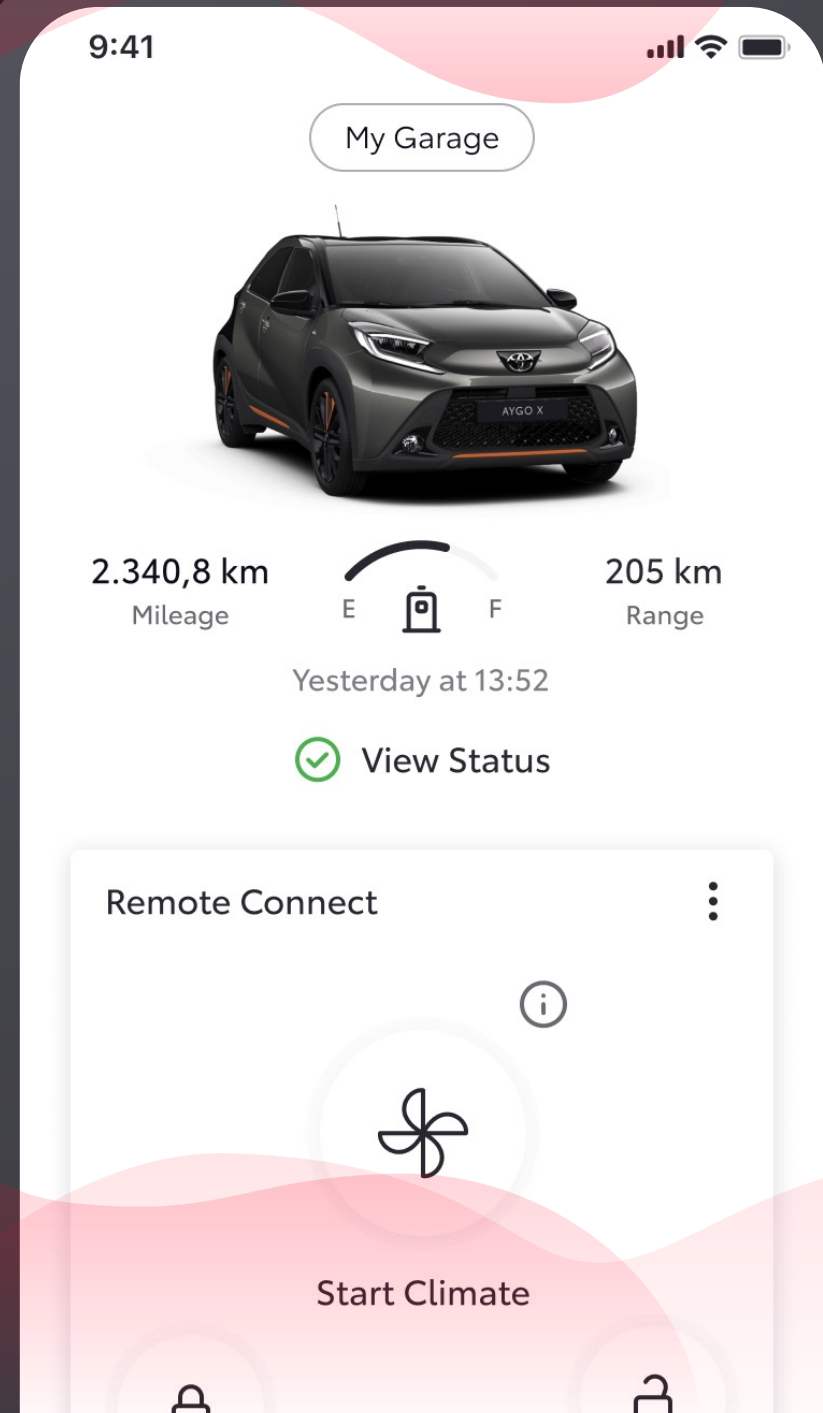 9:41
My Garage
AYGO X
2.340,8 km
Mileage
E
F
205 km
Range
Yesterday at 13:52
View Status
Remote Connect
Start Climate